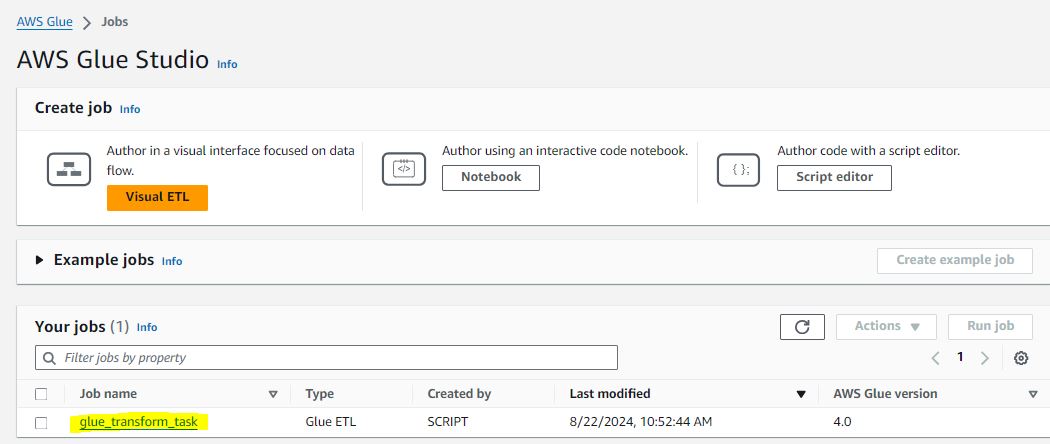 AWS Glue > Jobs
AWS Glue Studio Info
Create job Info
Author in a visual interface focused on data
flow.
Visual ETL
Author using an interactive code notebook.
</>
Notebook
Author code with a script editor.
{ };
Script editor
Example jobs Info
Create example job
Your jobs (1) Info
Actions
Run job
Filter jobs by property
1
Job name Type Created by Last modified AWS Glue version
glue_transform_task Glue ETL SCRIPT 8/22/2024, 10:52:44 AM 4.0